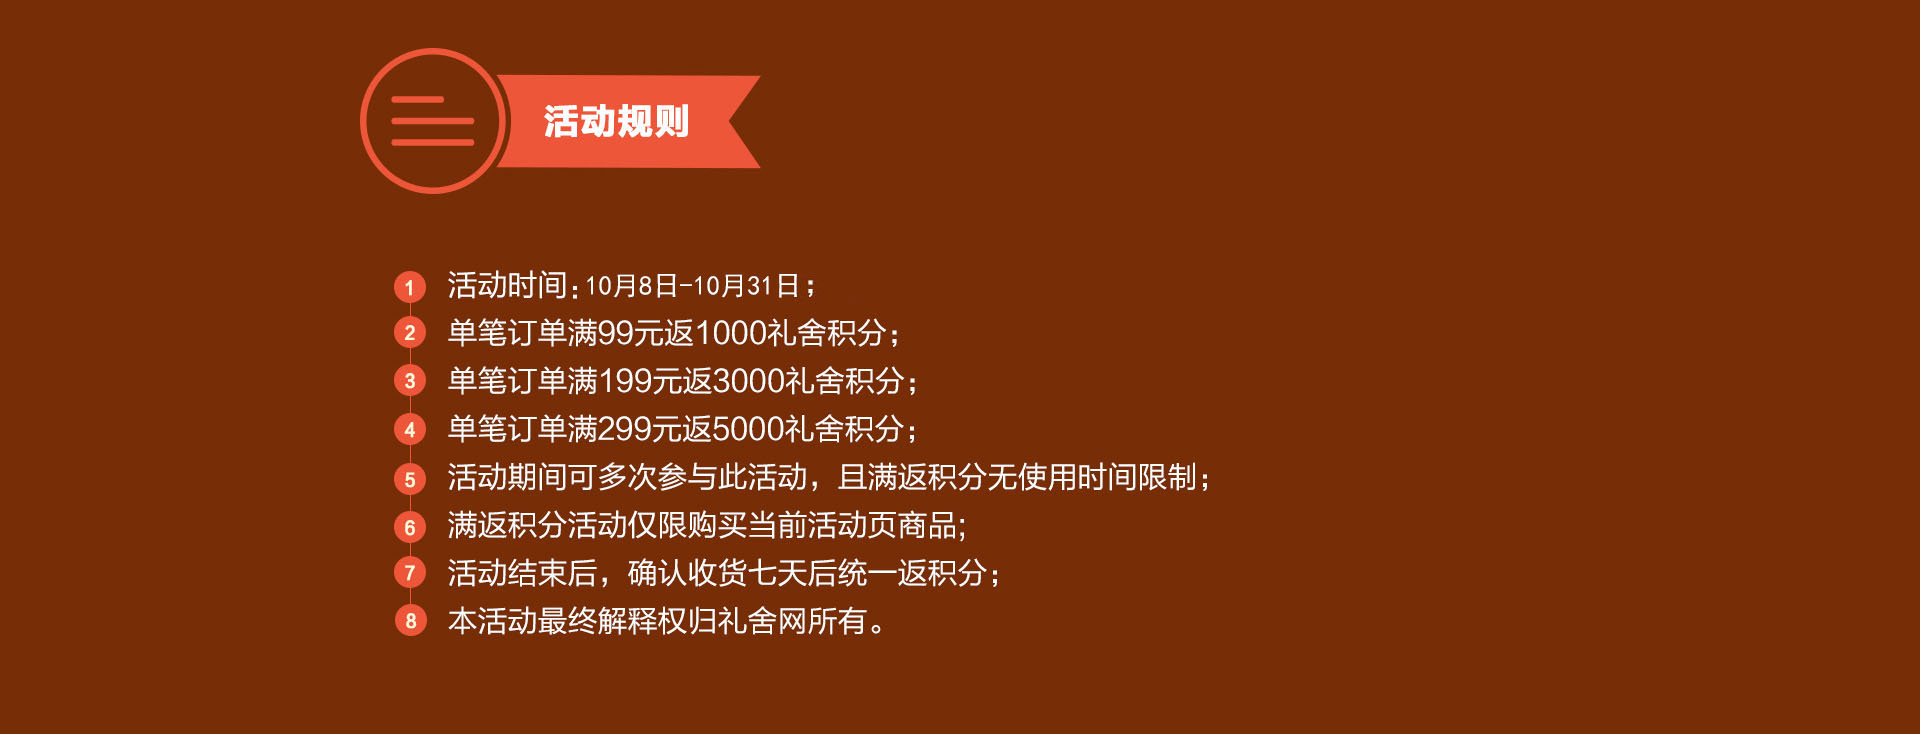 活动规则
1 活动时间：10月8日-10月31日；
2 单笔订单满99元返1000礼舍积分；
3 单笔订单满199元返3000礼舍积分；
4 单笔订单满299元返5000礼舍积分；
5 活动期间可多次参与此活动，且满返积分无使用时间限制；
6 满返积分活动仅限购买当前活动页商品;
7 活动结束后，确认收货七天后统一返积分；
8 本活动最终解释权归礼舍网所有。